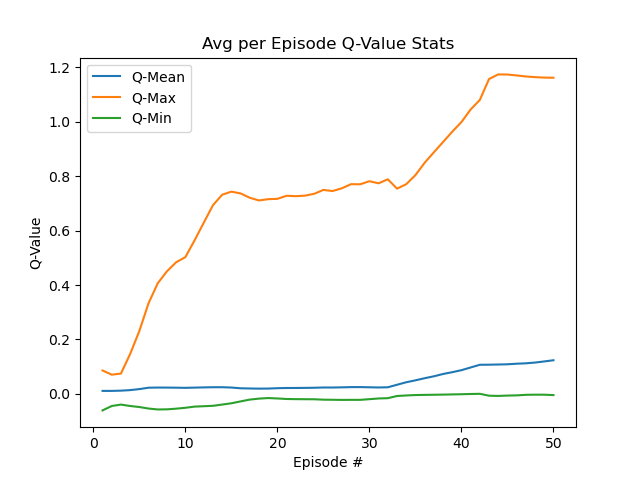 Avg per Episode Q-Value Stats
Q-Mean
Q-Max
Q-Min
Q-Value
1.2
1.0
0.8
0.6
0.4
0.2
0.0
0 10 20 30 40 50
Episode #